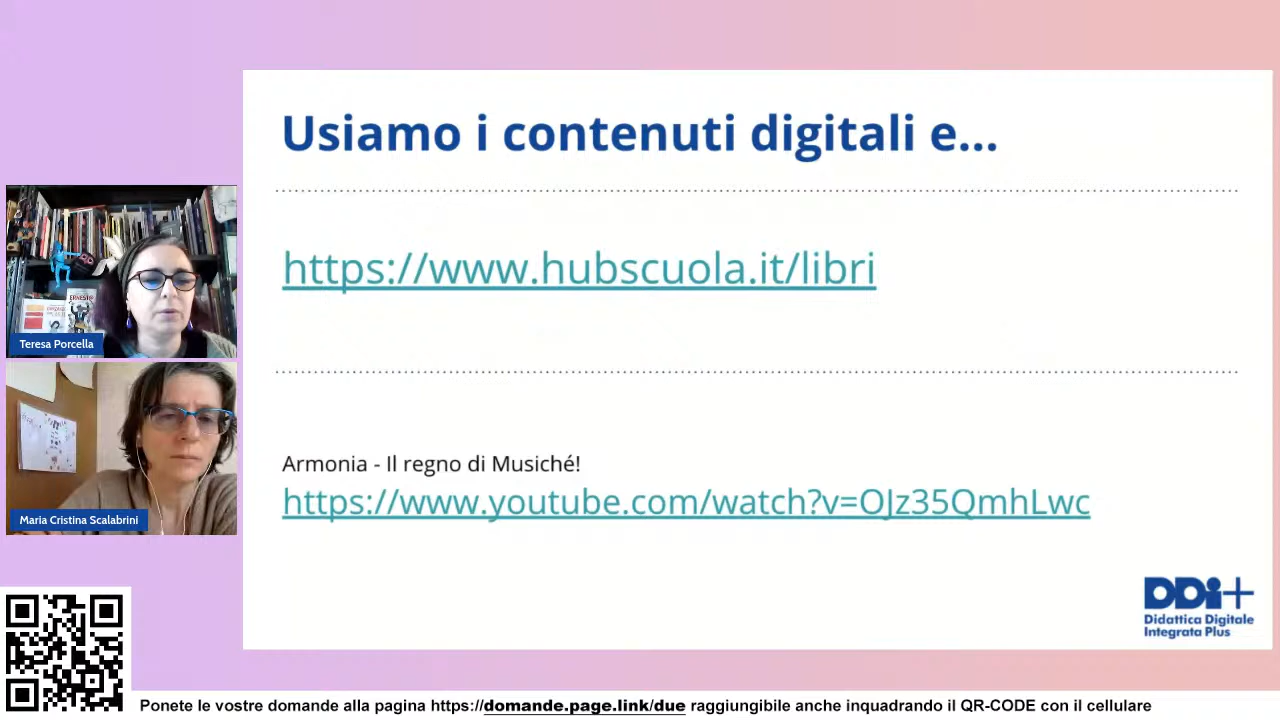 Usiamo i contenuti digitali e...
https://www.hubscuola.it/libri
ERNESTO
Teresa Porcella
Maria Cristina Scalabrini
Armonia - Il regno di Musiché!
https://www.youtube.com/watch?v=OJz35QmhLwc
DDi+
Didattica Digitale
Integrata Plus
Ponete le vostre domande alla pagina https://domande.page.link/due raggiungibile anche inquadrando il QR-CODE con il cellulare